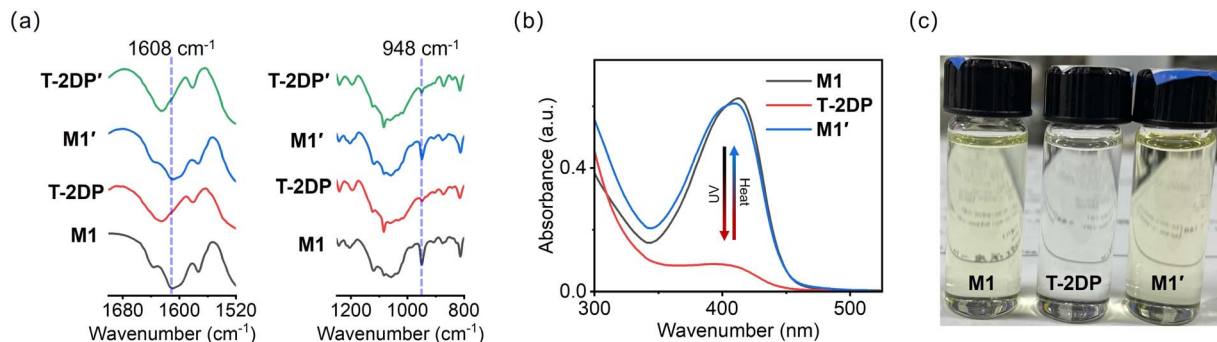 (a)
1608 cm⁻¹
948 cm⁻¹
T-2DP′
T-2DP′
M1′
M1′
T-2DP
T-2DP
M1
M1
1680 1600 1520
1200 1000 800
Wavenumber (cm⁻¹)
Wavenumber (cm⁻¹)
(b)
Absorbance (a.u.)
0.4
0.0
M1
T-2DP
M1′
UV
Heat
300 400 500
Wavenumber (nm)
(c)
M1
T-2DP
M1′